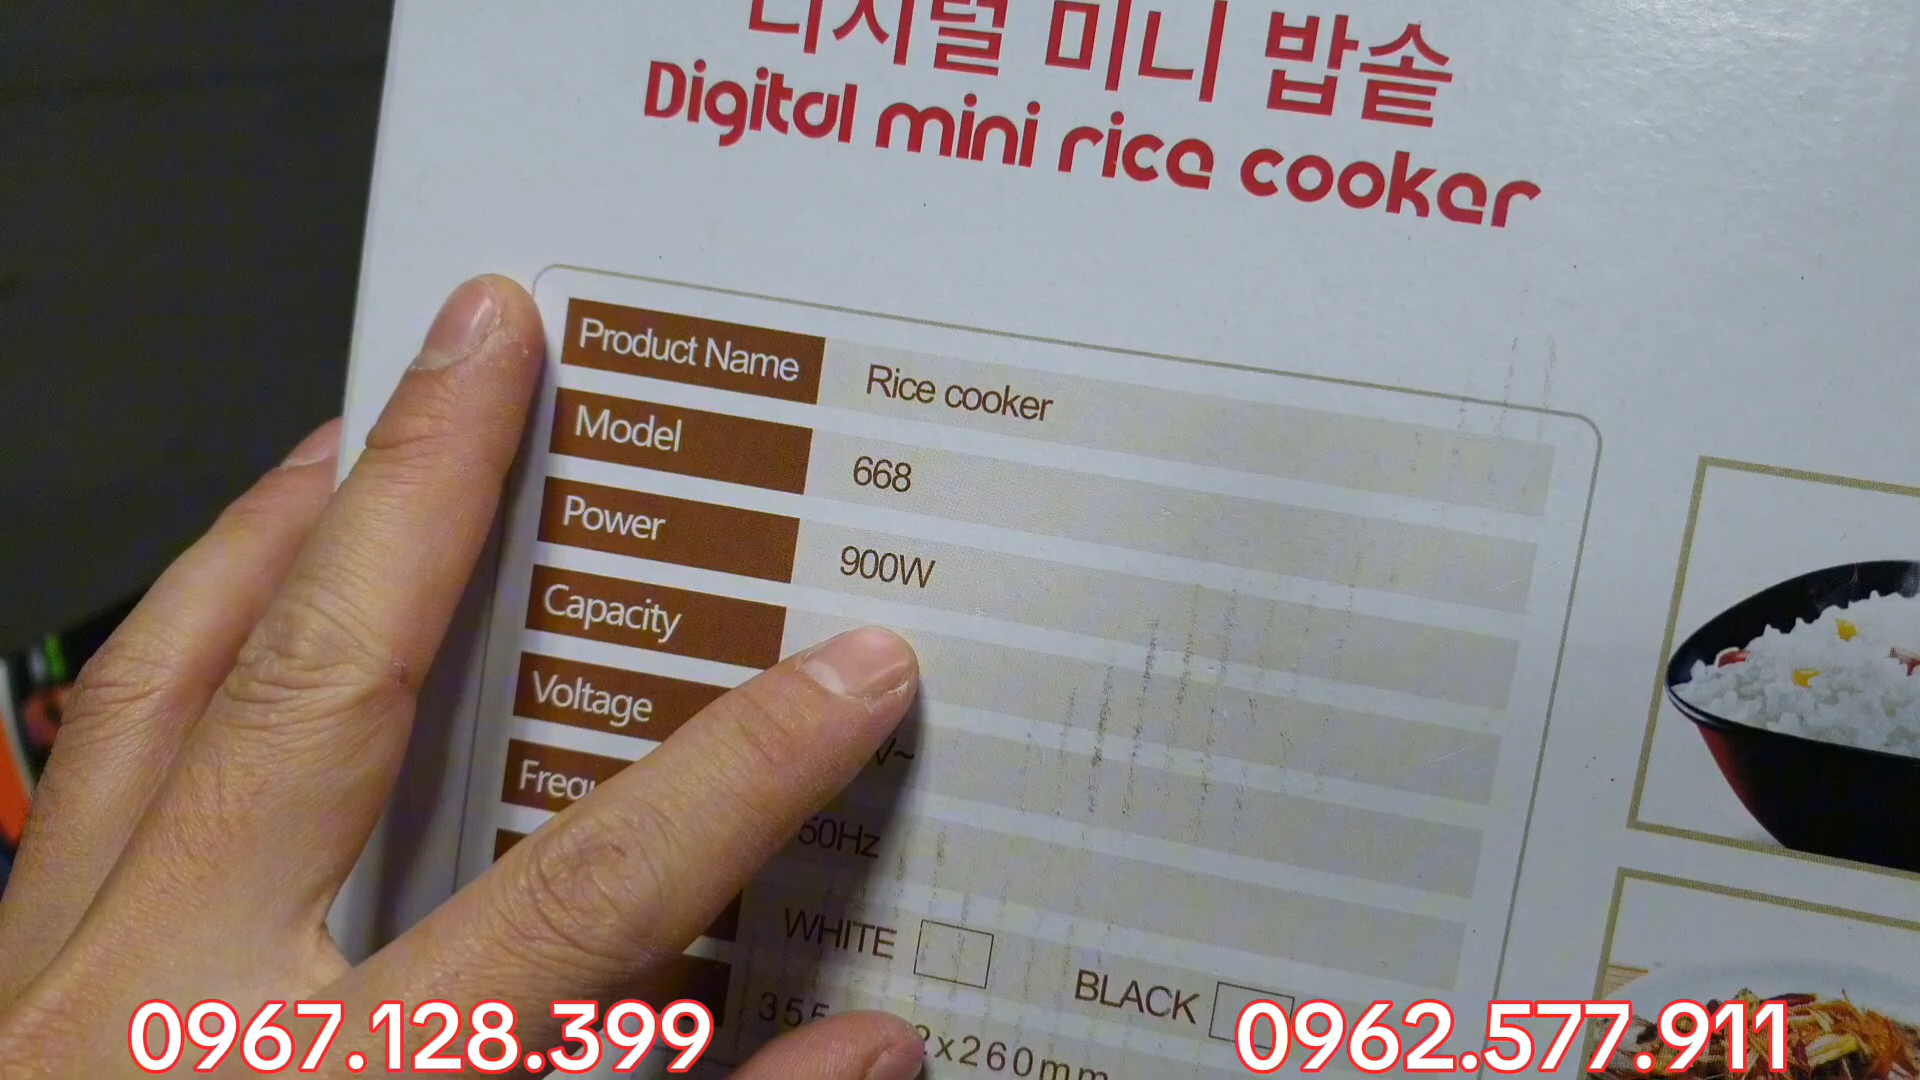 디지털 미니 밥솥
Digital mini rice cooker
Product Name Rice cooker
Model 668
Power 900W
Capacity
Voltage V~
50Hz
WHITE BLACK
x260mm
0967.128.399 0962.577.911